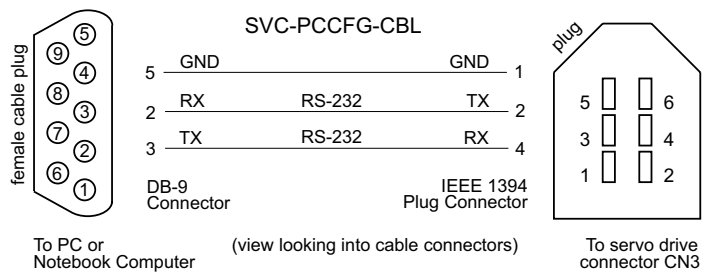 SVC-PCCFG-CBL
female cable plug
5
9
4
8
3
7
2
6
1
5 GND GND 1
2 RX RS-232 TX 2
3 TX RS-232 RX 4
DB-9
Connector
IEEE 1394
Plug Connector
plug
5 6
3 4
1 2
To PC or
Notebook Computer
(view looking into cable connectors)
To servo drive
connector CN3